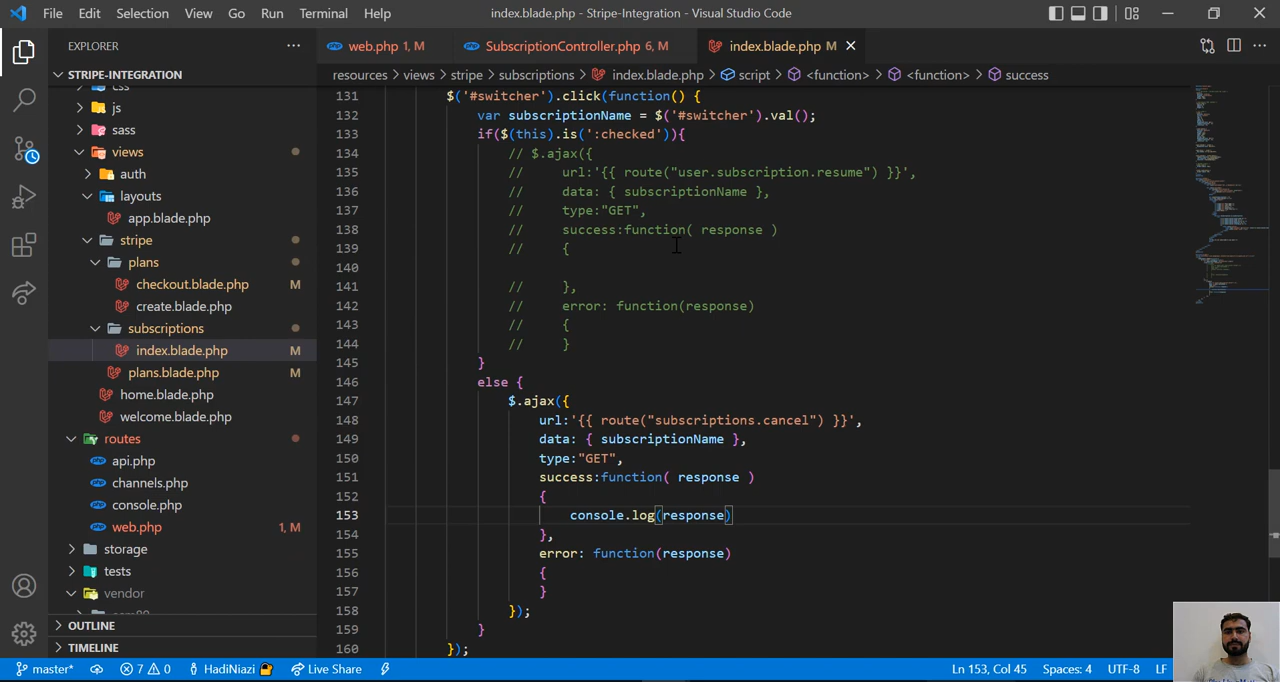 File Edit Selection View Go Run Terminal Help index.blade.php - Stripe-Integration - Visual Studio Code
EXPLORER
web.php 1, M SubscriptionController.php 6, M index.blade.php M
STRIPE-INTEGRATION
resources > views > stripe > subscriptions > index.blade.php > script > <function> > <function> > success
css
js
sass
views
auth
layouts
app.blade.php
stripe
plans
checkout.blade.php M
create.blade.php
subscriptions
index.blade.php M
plans.blade.php M
home.blade.php
welcome.blade.php
routes
api.php
channels.php
console.php
web.php 1, M
storage
tests
vendor
OUTLINE
TIMELINE
131 $('#switcher').click(function() {
132 var subscriptionName = $('#switcher').val();
133 if($(this).is(':checked')){
134 // $.ajax({
135 // url:'{{ route("user.subscription.resume") }}',
136 // data: { subscriptionName },
137 // type:"GET",
138 // success:function( response )
139 // {
140
141 // },
142 // error: function(response)
143 // {
144 // }
145 }
146 else {
147 $.ajax({
148 url:'{{ route("subscriptions.cancel") }}',
149 data: { subscriptionName },
150 type:"GET",
151 success:function( response )
152 {
153 console.log(response)
154 },
155 error: function(response)
156 {
157 }
158 });
159 }
160 });
master* 7 0 HadiNiazi Live Share Ln 153, Col 45 Spaces: 4 UTF-8 LF